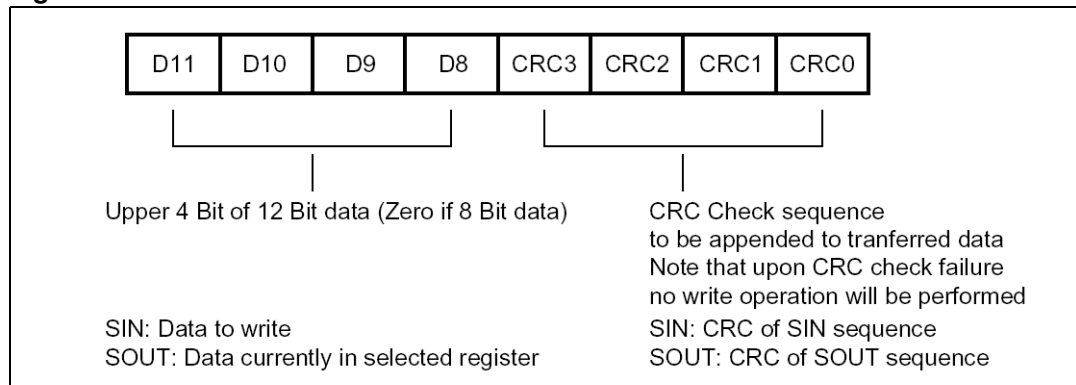 D11 D10 D9 D8 CRC3 CRC2 CRC1 CRC0
Upper 4 Bit of 12 Bit data (Zero if 8 Bit data)
SIN: Data to write
SOUT: Data currently in selected register
CRC Check sequence
to be appended to tranferred data
Note that upon CRC check failure
no write operation will be performed
SIN: CRC of SIN sequence
SOUT: CRC of SOUT sequence